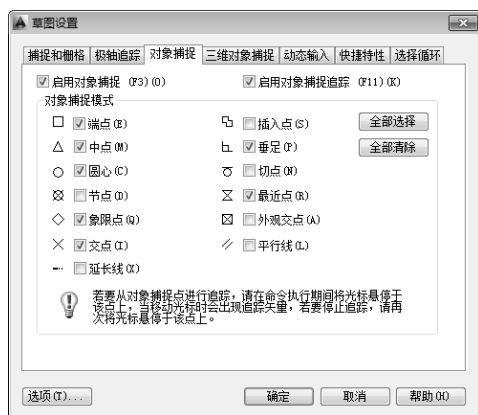 草图设置
捕捉和栅格 极轴追踪 对象捕捉 三维对象捕捉 动态输入 快捷特性 选择循环
启用对象捕捉 (F3)(O) 启用对象捕捉追踪 (F11)(K)
对象捕捉模式
端点(E) 插入点(S) 全部选择
中点(M) 垂足(P) 全部清除
圆心(C) 切点(N)
节点(D) 最近点(R)
象限点(Q) 外观交点(A)
交点(I) 平行线(L)
延长线(X)
若要从对象捕捉点进行追踪，请在命令执行期间将光标悬停于
该点上，当移动光标时会出现追踪矢量，若要停止追踪，请再
次将光标悬停于该点上。
选项(T)... 确定 取消 帮助(H)